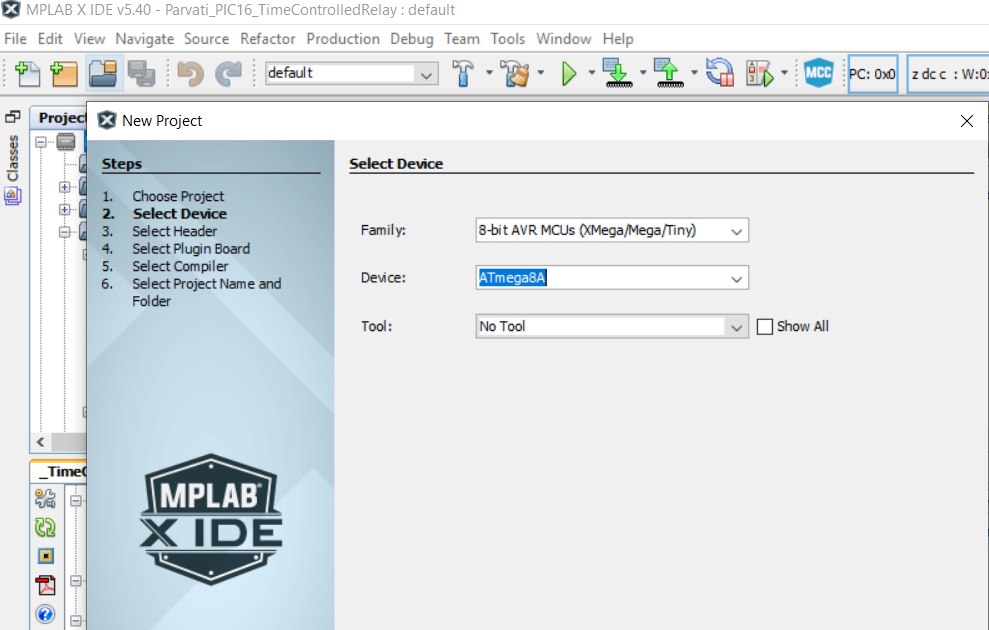 MPLAB X IDE v5.40 - Parvati_PIC16_TimeControlledRelay : default
File Edit View Navigate Source Refactor Production Debug Team Tools Window Help
default
MCC
PC: 0x0
z dc c : W:0
Projec
Classes
New Project
Steps
1. Choose Project
2. Select Device
3. Select Header
4. Select Plugin Board
5. Select Compiler
6. Select Project Name and
Folder
Select Device
Family: 8-bit AVR MCUs (XMega/Mega/Tiny)
Device: ATmega8A
Tool: No Tool Show All
_TimeC
MPLAB®
X IDE